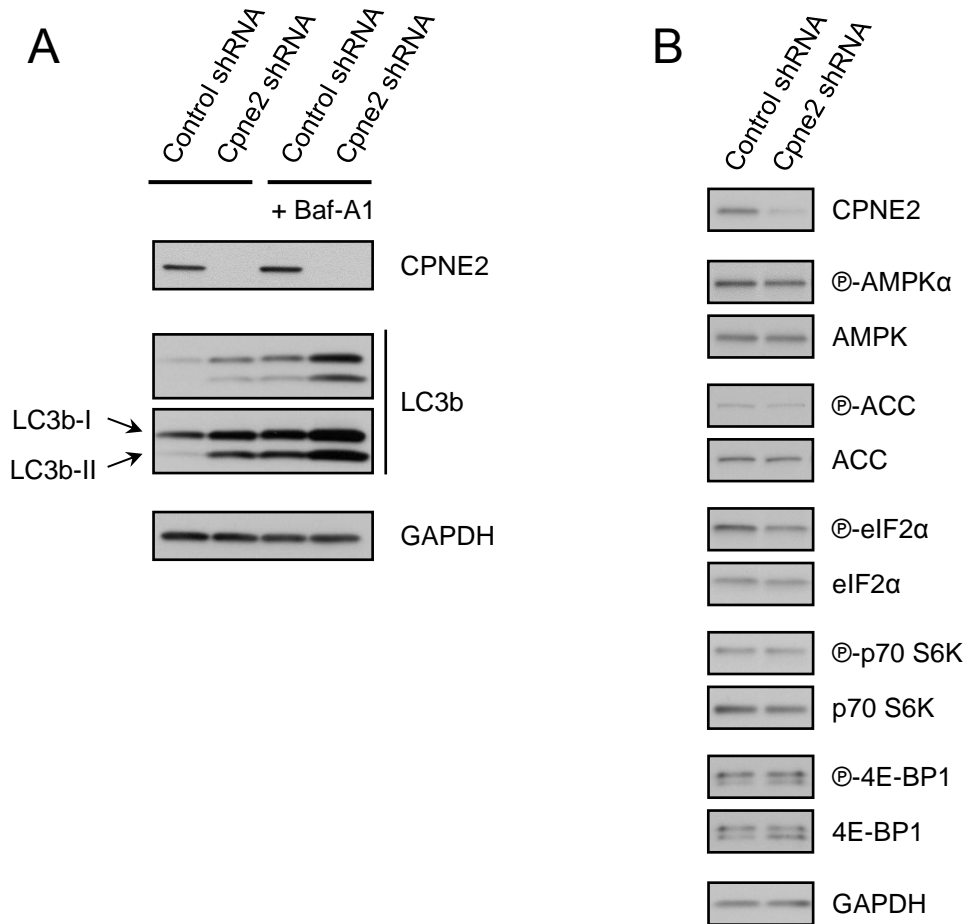 A
Control shRNA
Cpne2 shRNA
Control shRNA
Cpne2 shRNA
+ Baf-A1
CPNE2
LC3b
LC3b-I
LC3b-II
GAPDH
B
Control shRNA
Cpne2 shRNA
CPNE2
℗-AMPKα
AMPK
℗-ACC
ACC
℗-eIF2α
eIF2α
℗-p70 S6K
p70 S6K
℗-4E-BP1
4E-BP1
GAPDH